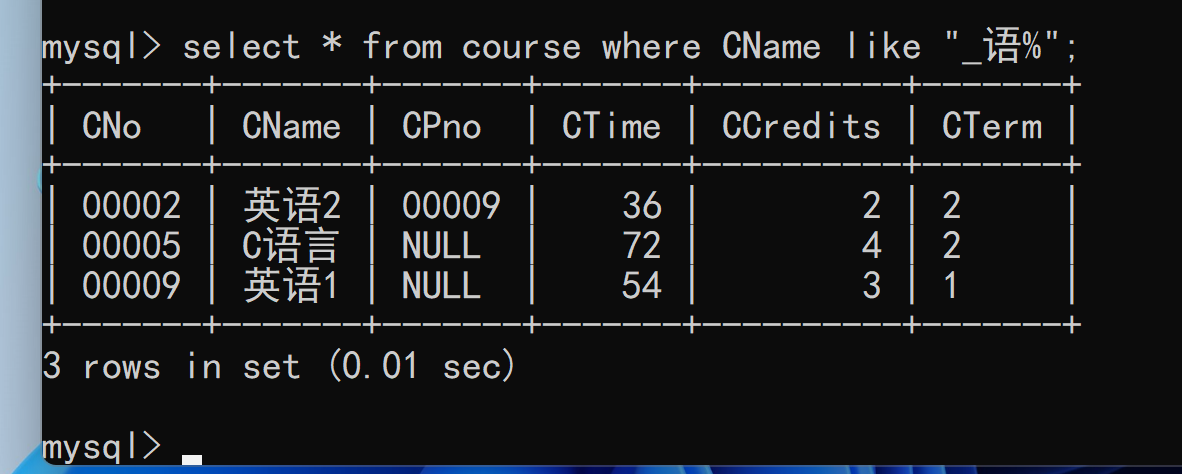 mysql> select * from course where CName like "_语%";
+-------+-------+-------+-------+----------+-------+
| CNo   | CName | CPno  | CTime | CCredits | CTerm |
+-------+-------+-------+-------+----------+-------+
| 00002 | 英语2 | 00009 |    36 |        2 | 2     |
| 00005 | C语言 | NULL  |    72 |        4 | 2     |
| 00009 | 英语1 | NULL  |    54 |        3 | 1     |
+-------+-------+-------+-------+----------+-------+
3 rows in set (0.01 sec)
mysql>